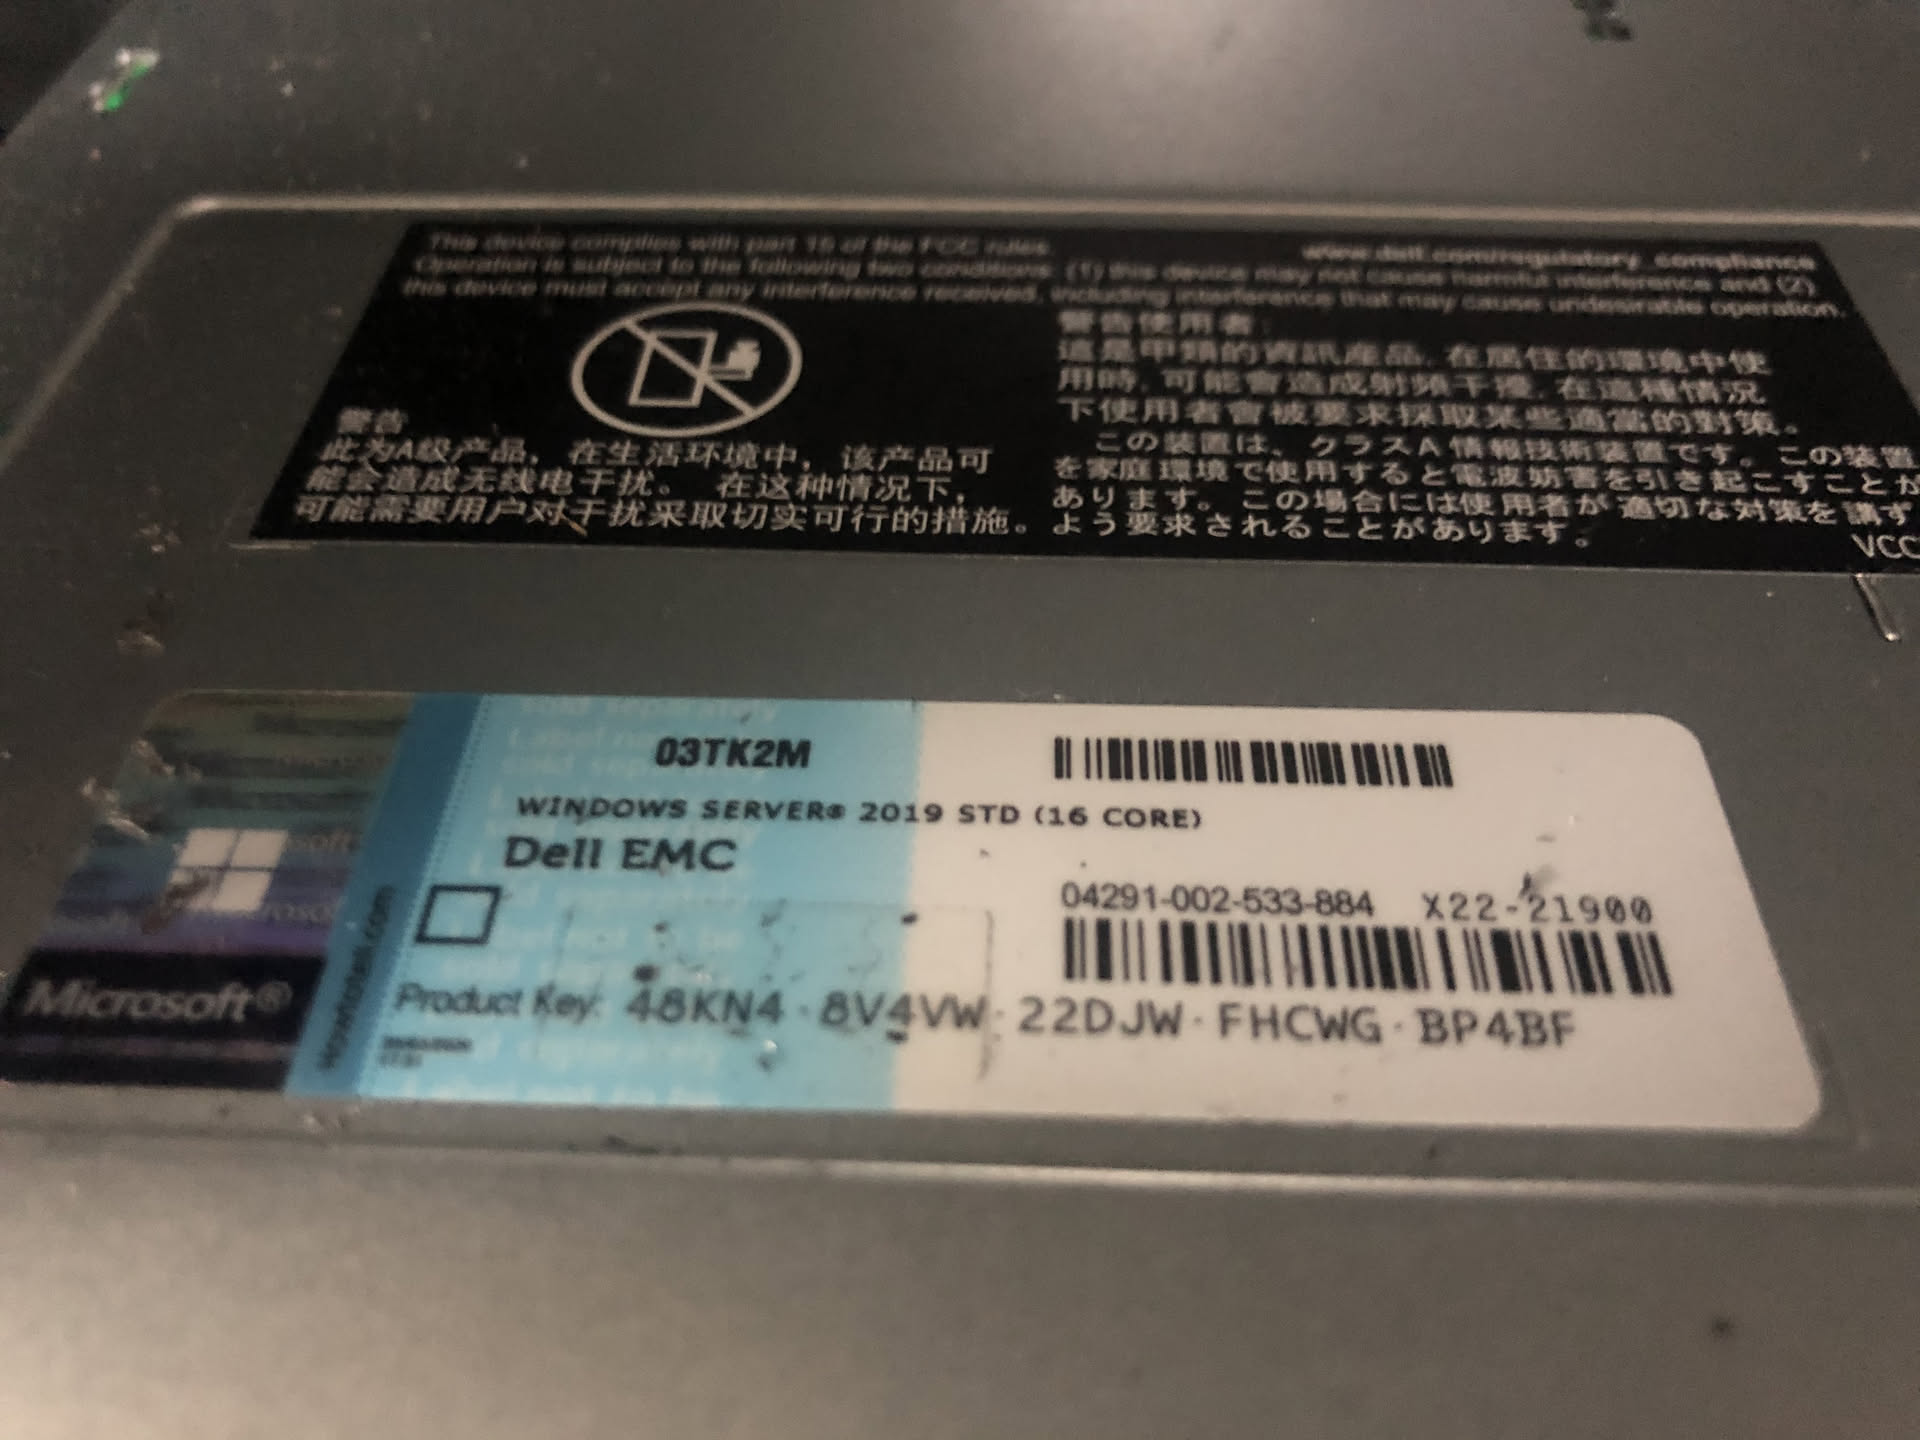 This device complies with part 15 of the FCC rules.
www.dell.com/regulatory_compliance
Operation is subject to the following two conditions: (1) this device may not cause harmful interference and (2)
this device must accept any interference received, including interference that may cause undesirable operation.
警告
此为A级产品，在生活环境中，该产品可
能会造成无线电干扰。 在这种情况下，
可能需要用户对干扰采取切实可行的措施。
警告使用者:
這是甲類的資訊產品,在居住的環境中使
用時,可能會造成射頻干擾,在這種情況
下使用者會被要求採取某些適當的對策。
この装置は、クラスA 情報技術装置です。この装置
を家庭環境で使用すると電波妨害を引き起こすことが
あります。この場合には使用者が適切な対策を講ず
よう要求されることがあります。
VCC
03TK2M
WINDOWS SERVER® 2019 STD (16 CORE)
Dell EMC
04291-002-533-884 X22-21900
Product Key: 48KN4-8V4VW-22DJW-FHCWG-BP4BF
Microsoft®
Howtotell.com